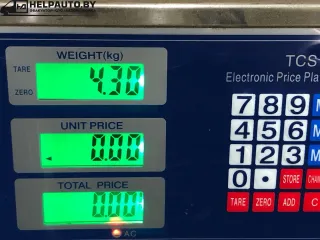 HELPAUTO.BY
WEIGHT(kg)
TCS
TARE
4.30
Electronic Price Pla
ZERO
7 8 9 M
UNIT PRICE
4 5 6 M
0.00
1 2 3 M
TOTAL PRICE
0 . STORE
0.00
TARE ZERO ADD C
AC